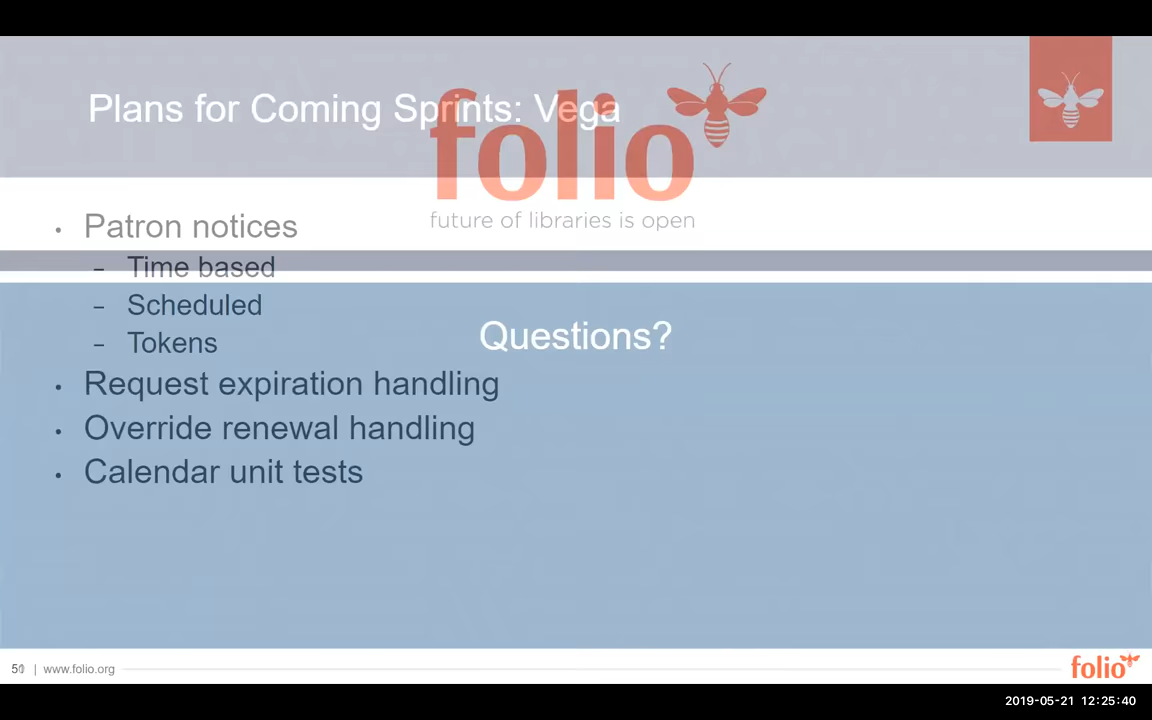 Plans for Coming Sprints: Vega
folio
future of libraries is open
Patron notices
– Time based
– Scheduled
– Tokens
Questions?
Request expiration handling
Override renewal handling
Calendar unit tests
| www.folio.org
folio
2019-05-21 12:25:40